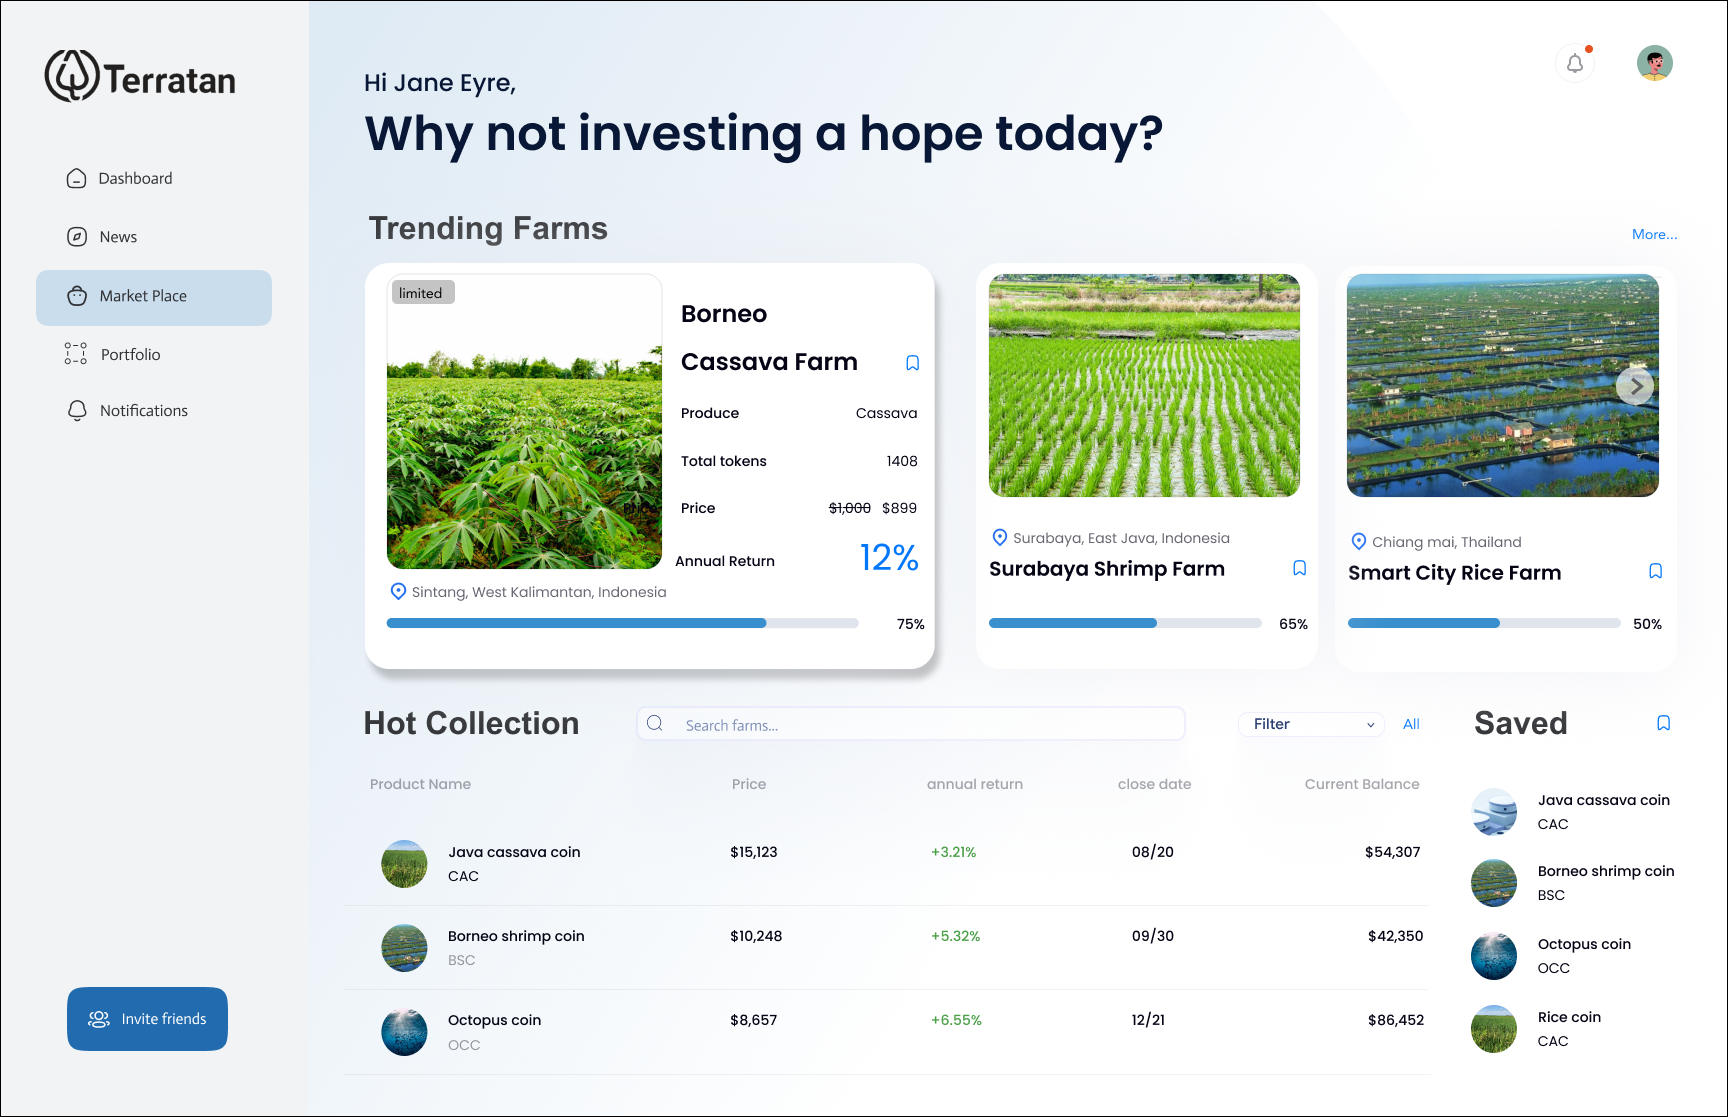 Terratan
Dashboard
News
Market Place
Portfolio
Notifications
Invite friends
Hi Jane Eyre,
Why not investing a hope today?
Trending Farms
More...
limited
Borneo
Cassava Farm
Produce Cassava
Total tokens 1408
Price
Price $1,000 $899
Annual Return 12%
Sintang, West Kalimantan, Indonesia
75%
Surabaya, East Java, Indonesia
Surabaya Shrimp Farm
65%
Chiang mai, Thailand
Smart City Rice Farm
50%
Hot Collection
Search farms...
Filter
All
Product Name Price annual return close date Current Balance
Java cassava coin $15,123 +3.21% 08/20 $54,307
CAC
Borneo shrimp coin $10,248 +5.32% 09/30 $42,350
BSC
Octopus coin $8,657 +6.55% 12/21 $86,452
OCC
Saved
Java cassava coin
CAC
Borneo shrimp coin
BSC
Octopus coin
OCC
Rice coin
CAC